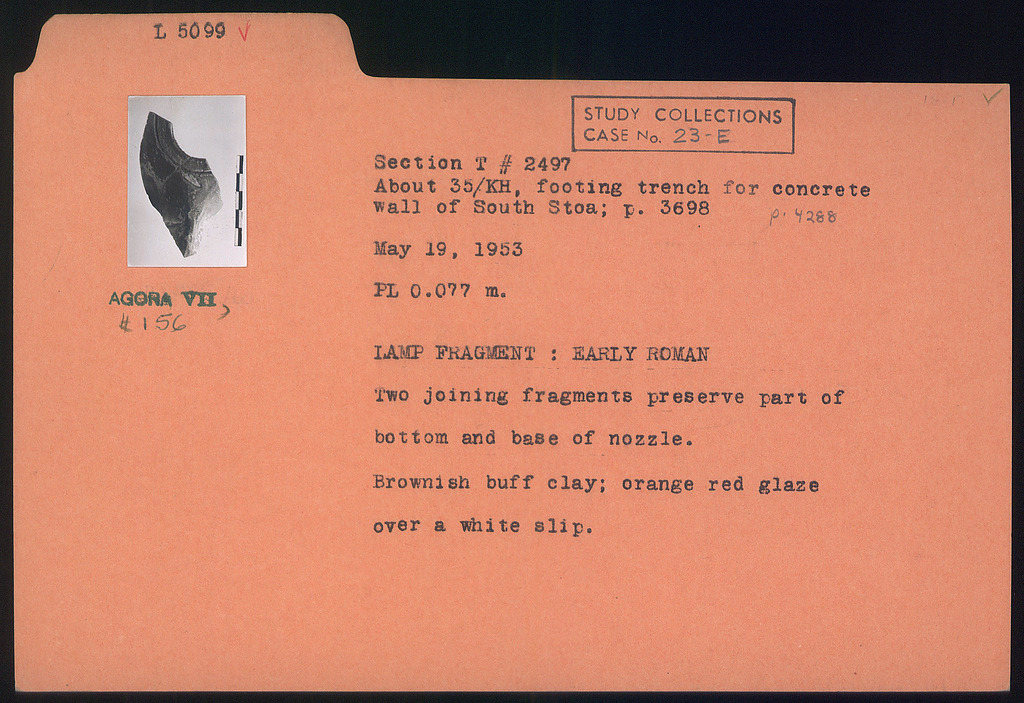 L 5099 √
STUDY COLLECTIONS
CASE No. 23-E
Section T # 2497
About 35/KH, footing trench for concrete
wall of South Stoa; p. 3698
p. 4288
May 19, 1953
PL 0.077 m.
AGORA VII,
# 156
LAMP FRAGMENT : EARLY ROMAN
Two joining fragments preserve part of
bottom and base of nozzle.
Brownish buff clay; orange red glaze
over a white slip.